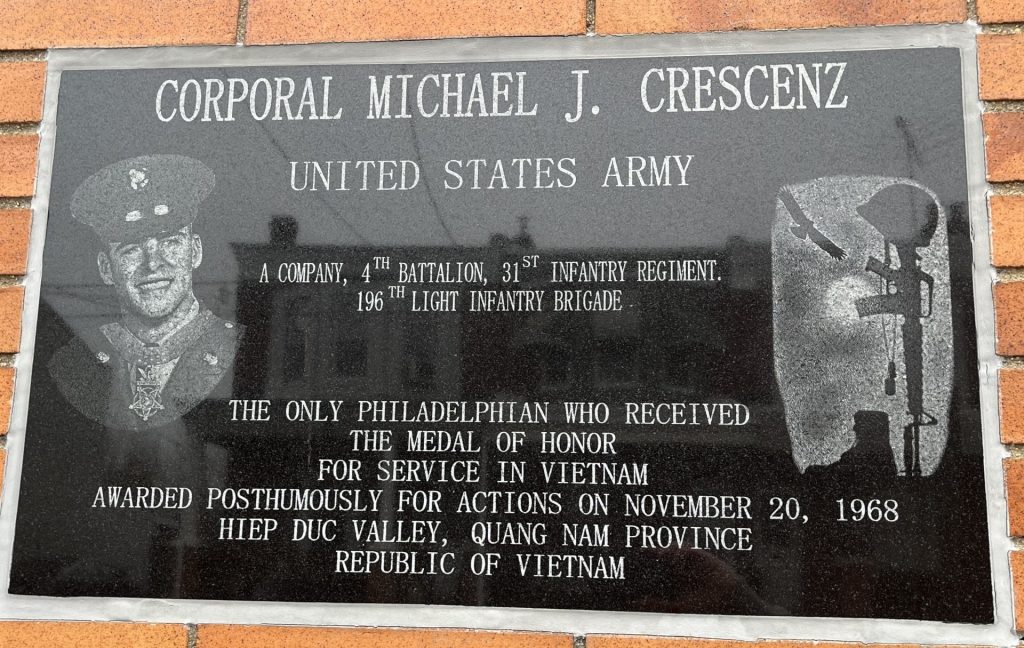 CORPORAL MICHAEL J. CRESCENZ
UNITED STATES ARMY
A COMPANY, 4TH BATTALION, 31ST INFANTRY REGIMENT.
196TH LIGHT INFANTRY BRIGADE
THE ONLY PHILADELPHIAN WHO RECEIVED
THE MEDAL OF HONOR
FOR SERVICE IN VIETNAM
AWARDED POSTHUMOUSLY FOR ACTIONS ON NOVEMBER 20, 1968
HIEP DUC VALLEY, QUANG NAM PROVINCE
REPUBLIC OF VIETNAM